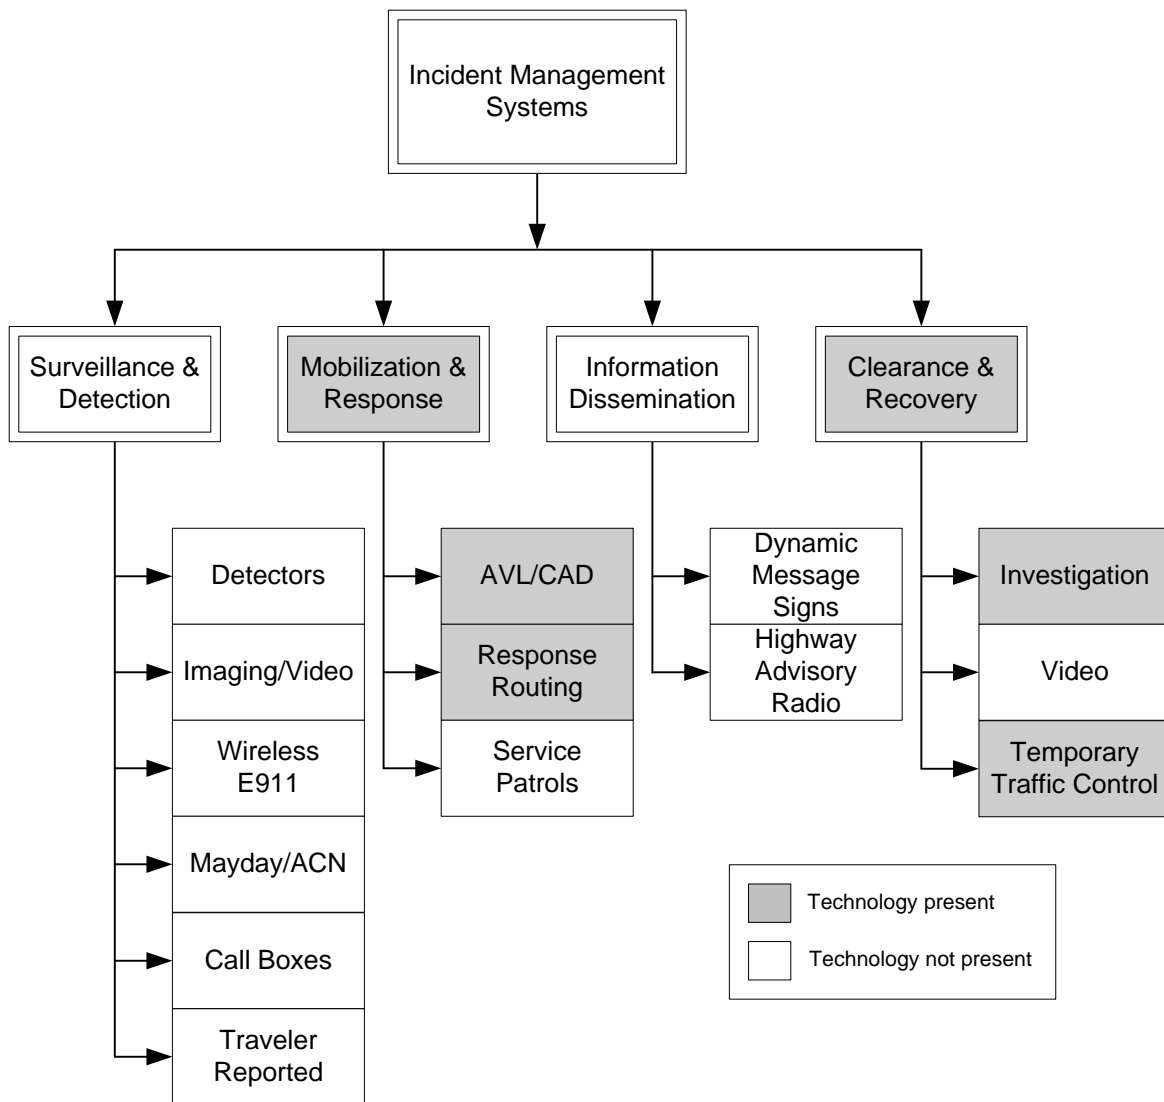 Incident Management
Systems
Surveillance &
Detection
Mobilization &
Response
Information
Dissemination
Clearance &
Recovery
Detectors
Imaging/Video
Wireless
E911
Mayday/ACN
Call Boxes
Traveler
Reported
AVL/CAD
Response
Routing
Service
Patrols
Dynamic
Message
Signs
Highway
Advisory
Radio
Investigation
Video
Temporary
Traffic Control
Technology present
Technology not present